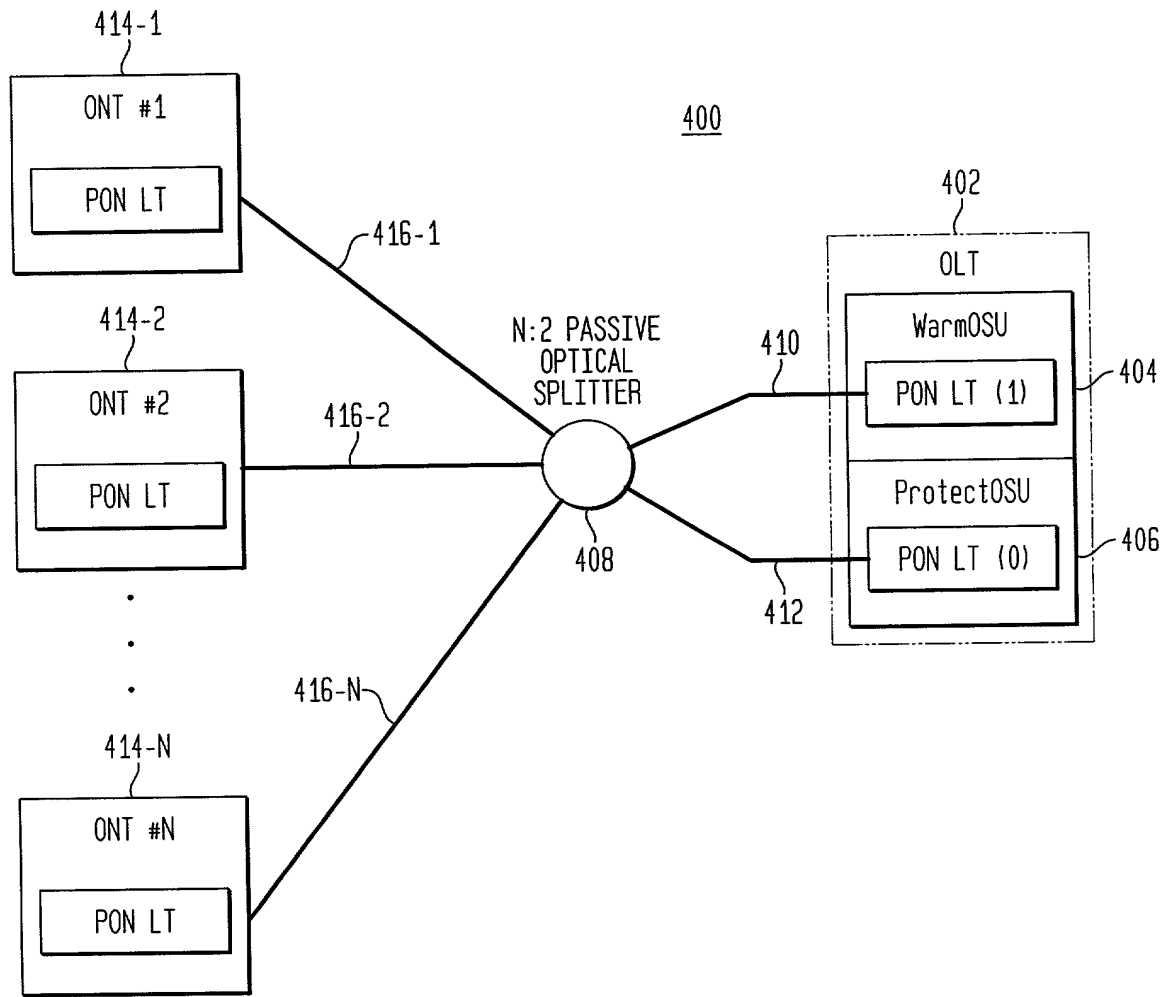 414-1
ONT #1
PON LT
416-1
400
402
OLT
WarmOSU
PON LT (1)
404
ProtectOSU
PON LT (0)
406
410
412
N:2 PASSIVE
OPTICAL
SPLITTER
408
414-2
ONT #2
PON LT
416-2
416-N
414-N
ONT #N
PON LT